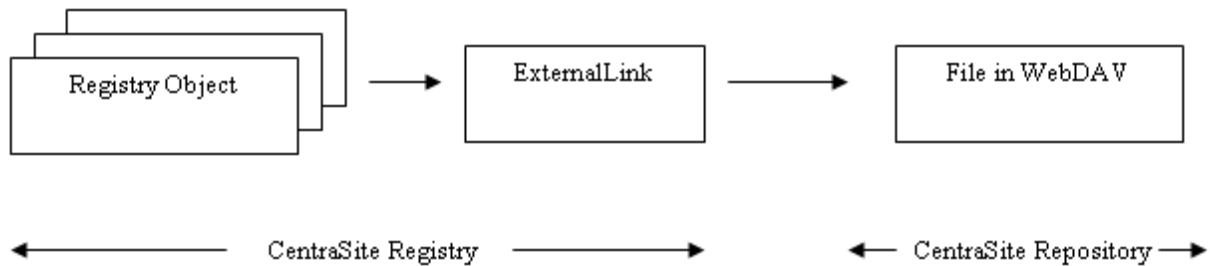 Registry Object
ExternalLink
File in WebDAV
CentraSite Registry
CentraSite Repository